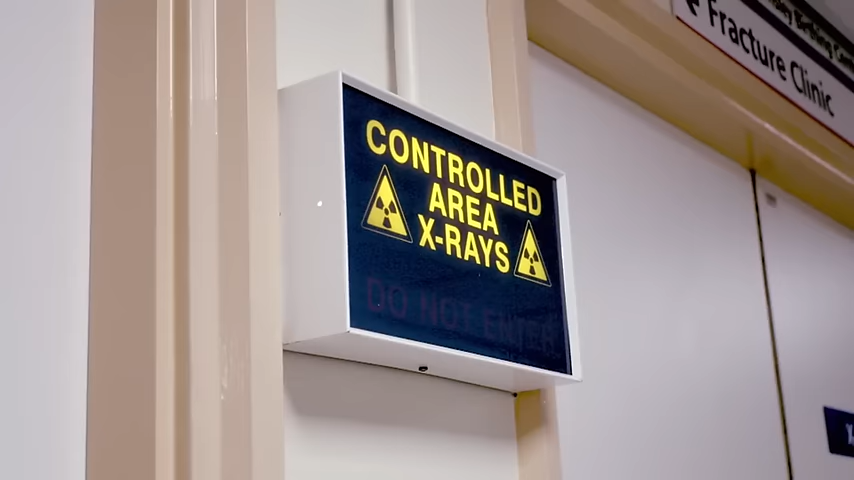 Fracture Clinic
CONTROLLED
AREA
X-RAYS
DO NOT ENTER